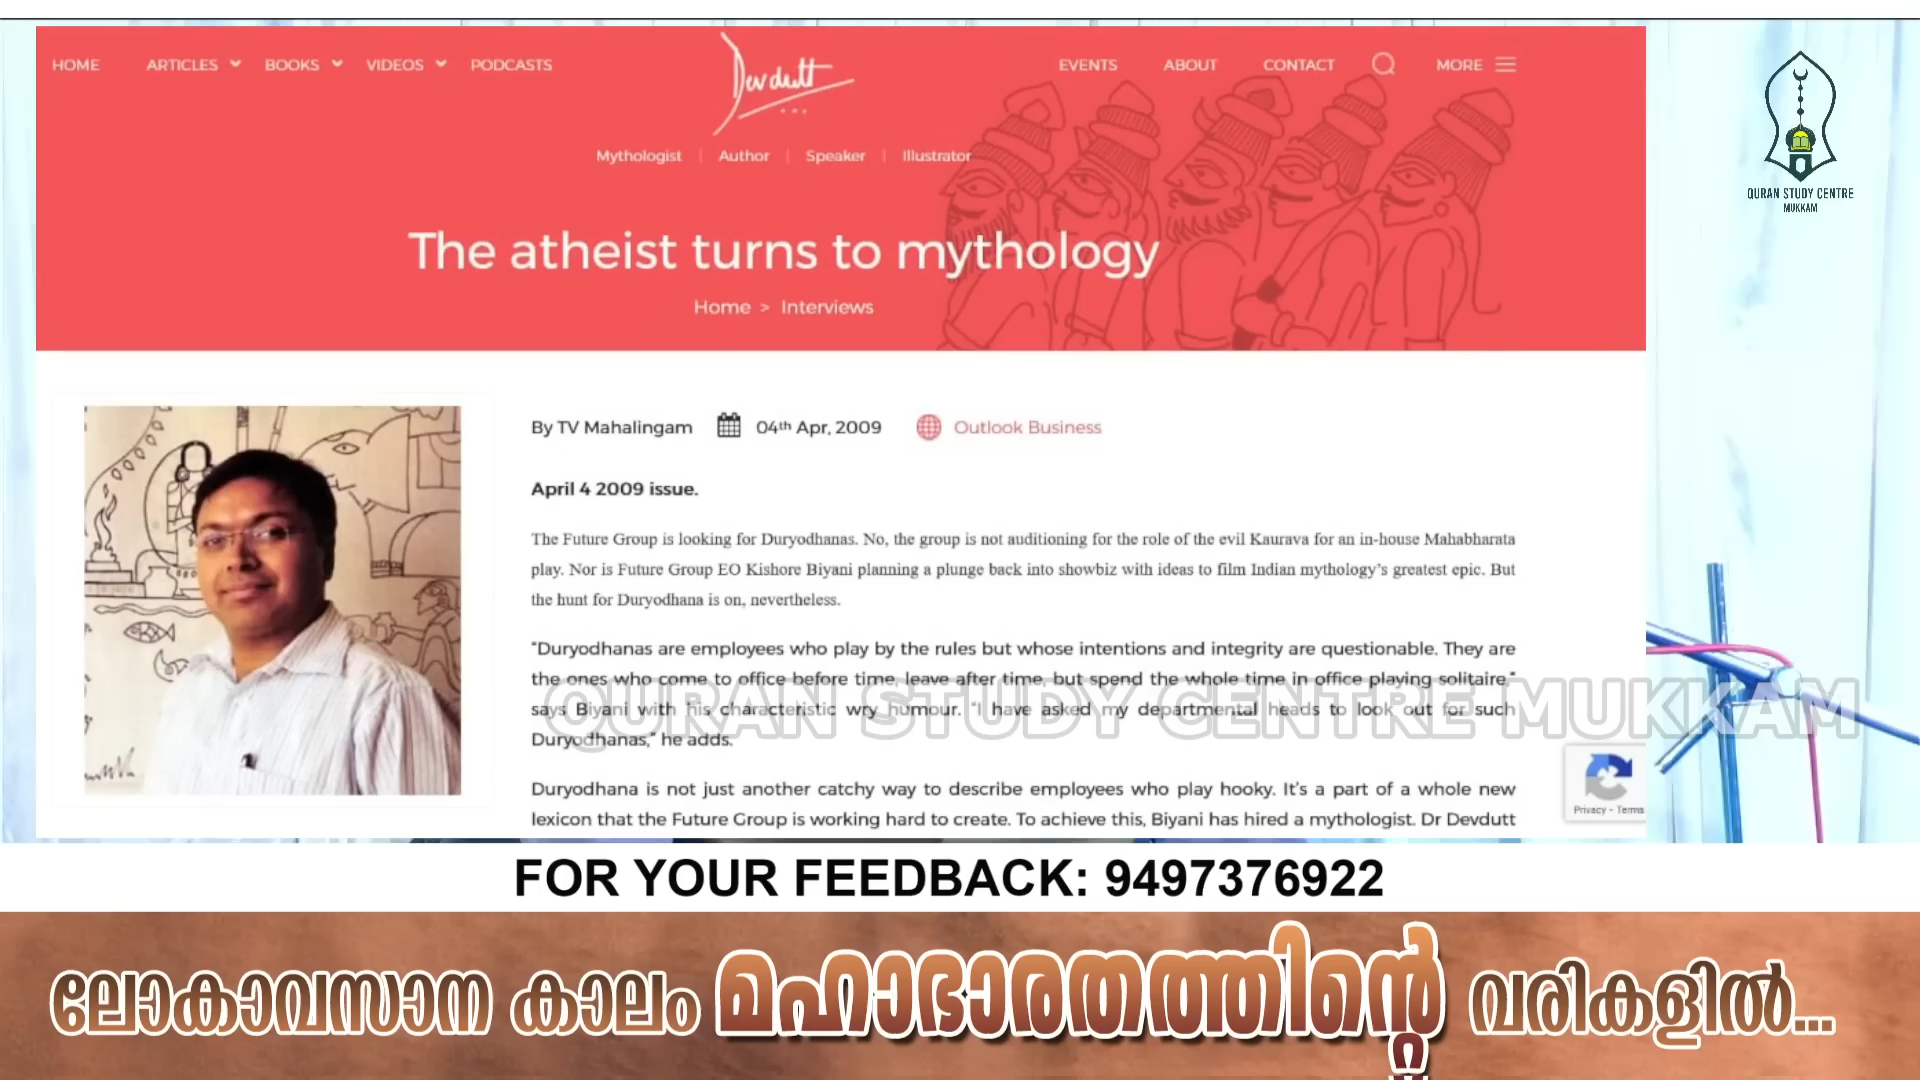 HOME ARTICLES BOOKS VIDEOS PODCASTS
Devdutt
EVENTS ABOUT CONTACT MORE
Mythologist | Author | Speaker | Illustrator
The atheist turns to mythology
Home > Interviews
By TV Mahalingam 04th Apr, 2009 Outlook Business
April 4 2009 issue.
The Future Group is looking for Duryodhanas. No, the group is not auditioning for the role of the evil Kaurava for an in-house Mahabharata
play. Nor is Future Group EO Kishore Biyani planning a plunge back into showbiz with ideas to film Indian mythology's greatest epic. But
the hunt for Duryodhana is on, nevertheless.
"Duryodhanas are employees who play by the rules but whose intentions and integrity are questionable. They are
the ones who come to office before time, leave after time, but spend the whole time in office playing solitaire,"
says Biyani with his characteristic wry humour. "I have asked my departmental heads to look out for such
Duryodhanas," he adds.
Duryodhana is not just another catchy way to describe employees who play hooky. It's a part of a whole new
lexicon that the Future Group is working hard to create. To achieve this, Biyani has hired a mythologist. Dr Devdutt
QURAN STUDY CENTRE
MUKKAM
QURAN STUDY CENTRE MUKKAM
Privacy - Terms
FOR YOUR FEEDBACK: 9497376922
ലോകാവസാന കാലം മഹാഭാരതത്തിന്റെ വരികളിൽ...